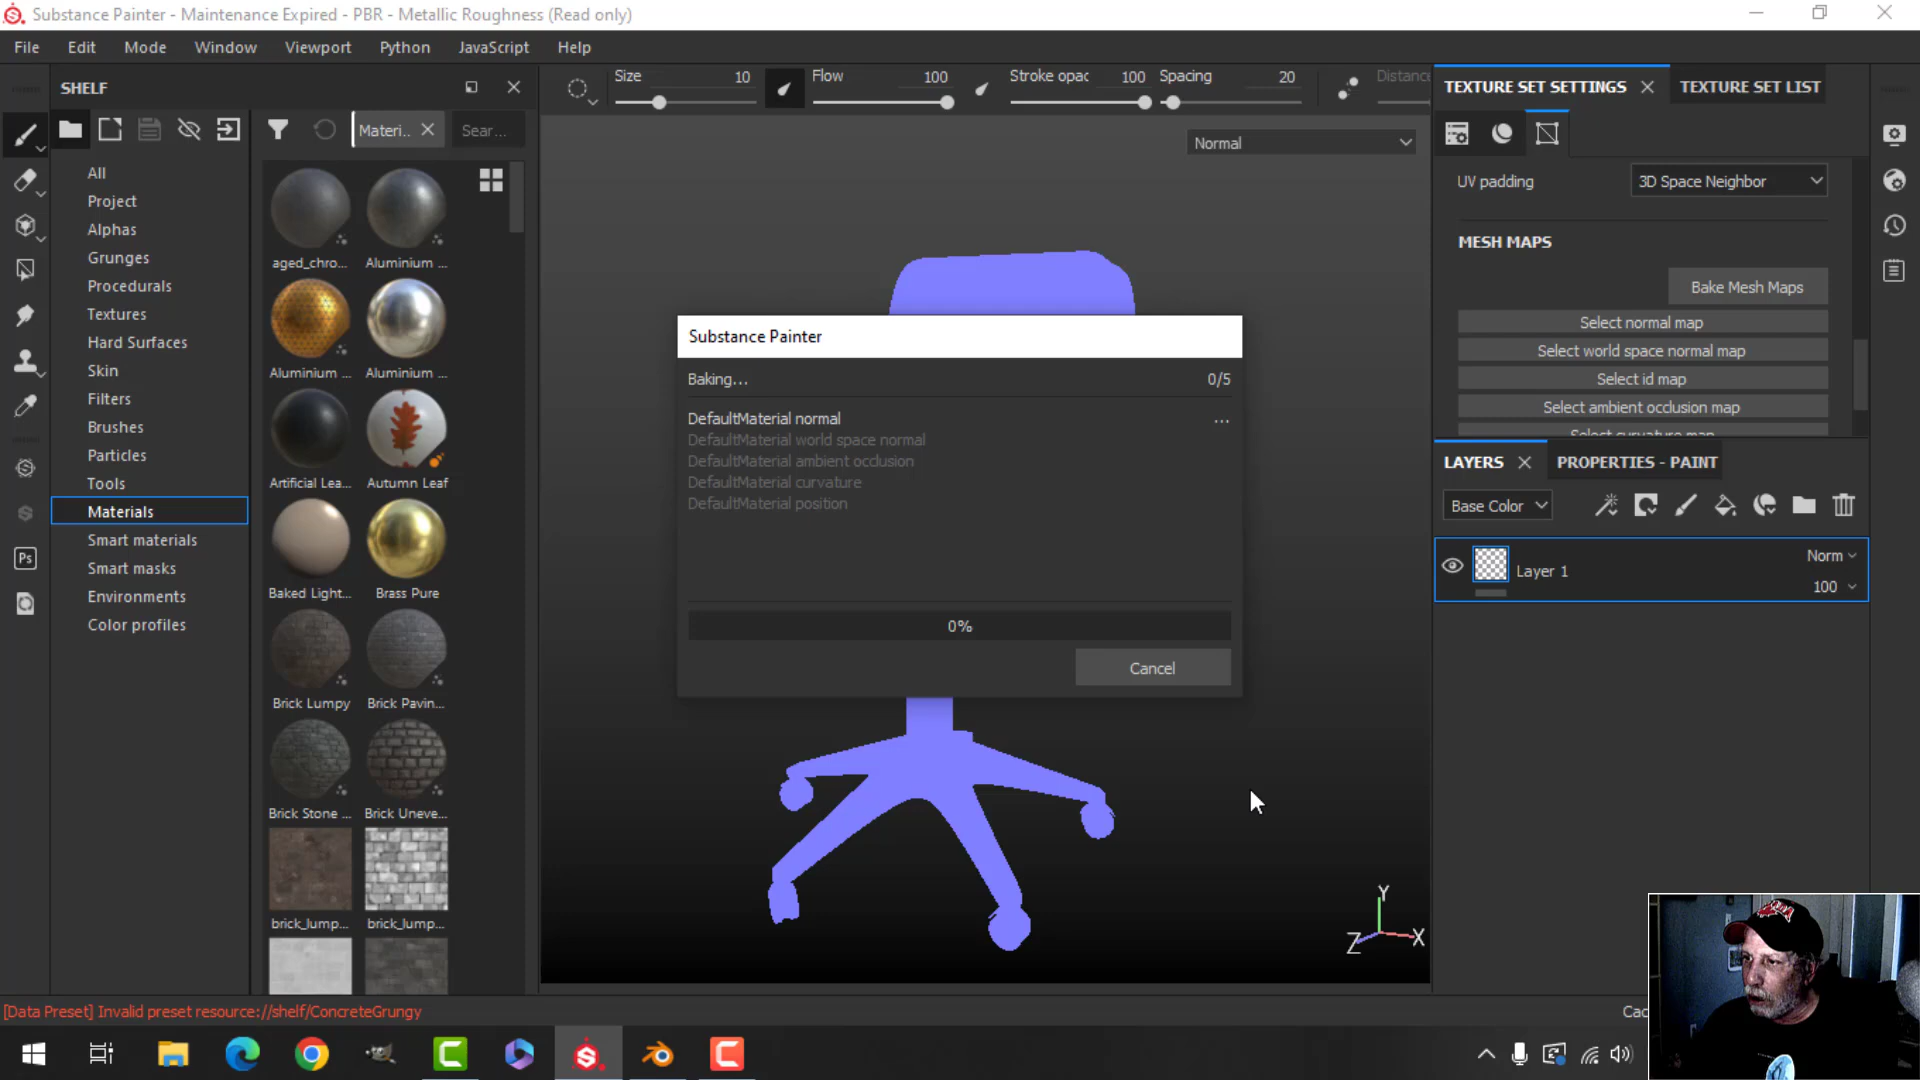 Substance Painter - Maintenance Expired - PBR - Metallic Roughness (Read only)
File Edit Mode Window Viewport Python JavaScript Help
SHELF
Size 10
Flow 100
Stroke opac 100
Spacing 20
Distance
Materi...
Sear...
Normal
All
Project
Alphas
Grunges
Procedurals
Textures
Hard Surfaces
Skin
Filters
Brushes
Particles
Tools
Materials
Smart materials
Smart masks
Environments
Color profiles
aged_chro... Aluminium ...
Aluminium ... Aluminium ...
Artificial Lea... Autumn Leaf
Baked Light... Brass Pure
Brick Lumpy Brick Pavin...
Brick Stone ... Brick Uneve...
brick_lump... brick_lump...
Ps
Substance Painter
Baking... 0/5
DefaultMaterial normal ...
DefaultMaterial world space normal
DefaultMaterial ambient occlusion
DefaultMaterial curvature
DefaultMaterial position
0%
Cancel
Y
Z X
TEXTURE SET SETTINGS TEXTURE SET LIST
UV padding 3D Space Neighbor
MESH MAPS
Bake Mesh Maps
Select normal map
Select world space normal map
Select id map
Select ambient occlusion map
Select curvature map
LAYERS PROPERTIES - PAINT
Base Color
Layer 1
Norm
100
[Data Preset] Invalid preset resource://shelf/ConcreteGrungy
Cac